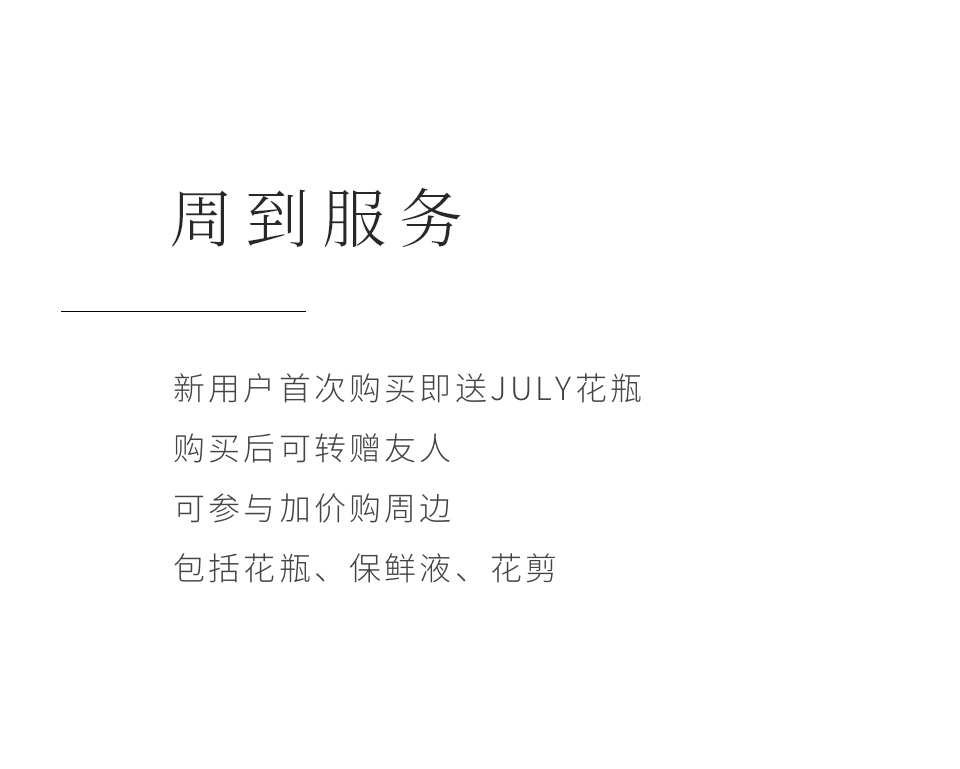 周到服务
新用户首次购买即送JULY花瓶
购买后可转赠友人
可参与加价购周边
包括花瓶、保鲜液、花剪